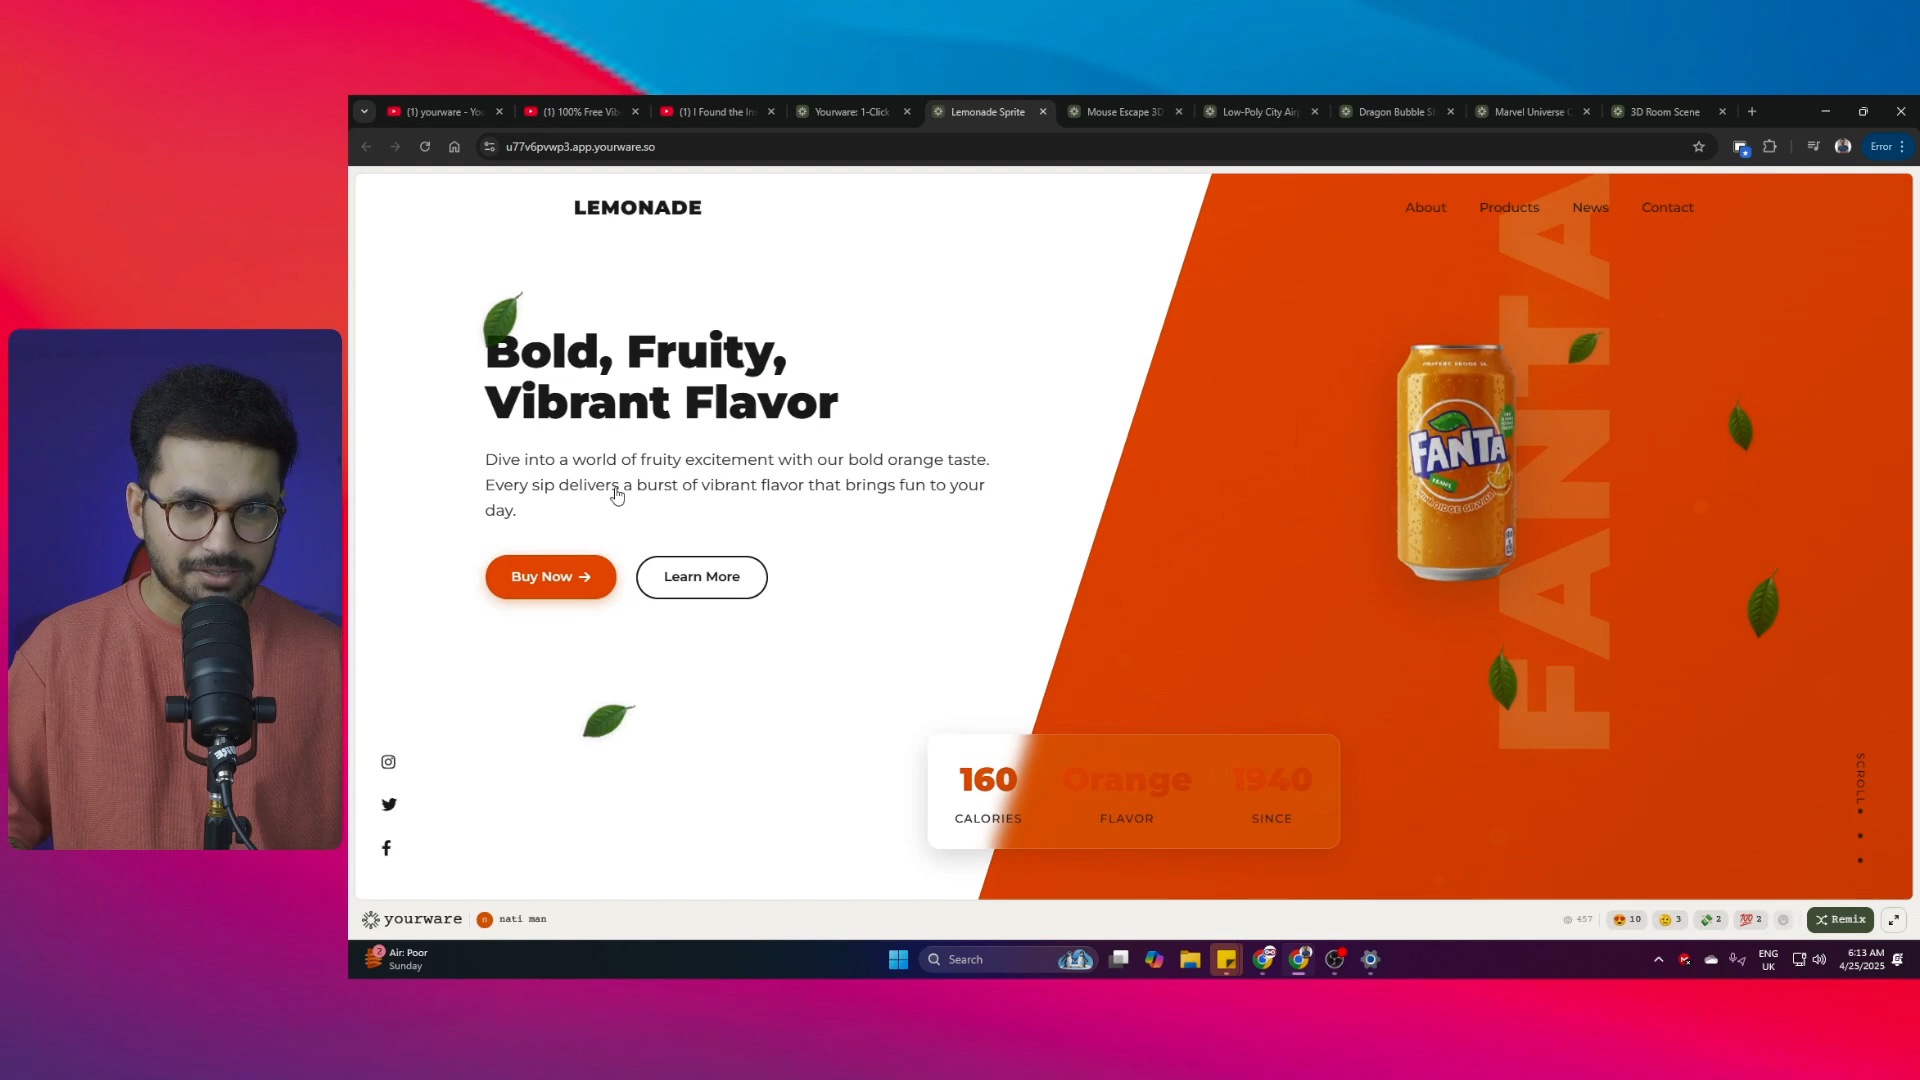 (1) yourware - You
(1) 100% Free Vib
(1) I Found the In
Yourware: 1-Click
Lemonade Sprite
Mouse Escape 3D
Low-Poly City Air
Dragon Bubble S
Marvel Universe C
3D Room Scene
u77v6pvwp3.app.yourware.so
Error
LEMONADE
About
Products
News
Contact
FANTA
Bold, Fruity,
Vibrant Flavor
Dive into a world of fruity excitement with our bold orange taste.
Every sip delivers a burst of vibrant flavor that brings fun to your
day.
Buy Now
Learn More
FANTA
160
Orange
1940
CALORIES
FLAVOR
SINCE
SCROLL
yourware
n
nati man
457
10
3
2
2
Remix
2
Air: Poor
Sunday
Search
ENG
UK
6:13 AM
4/25/2025